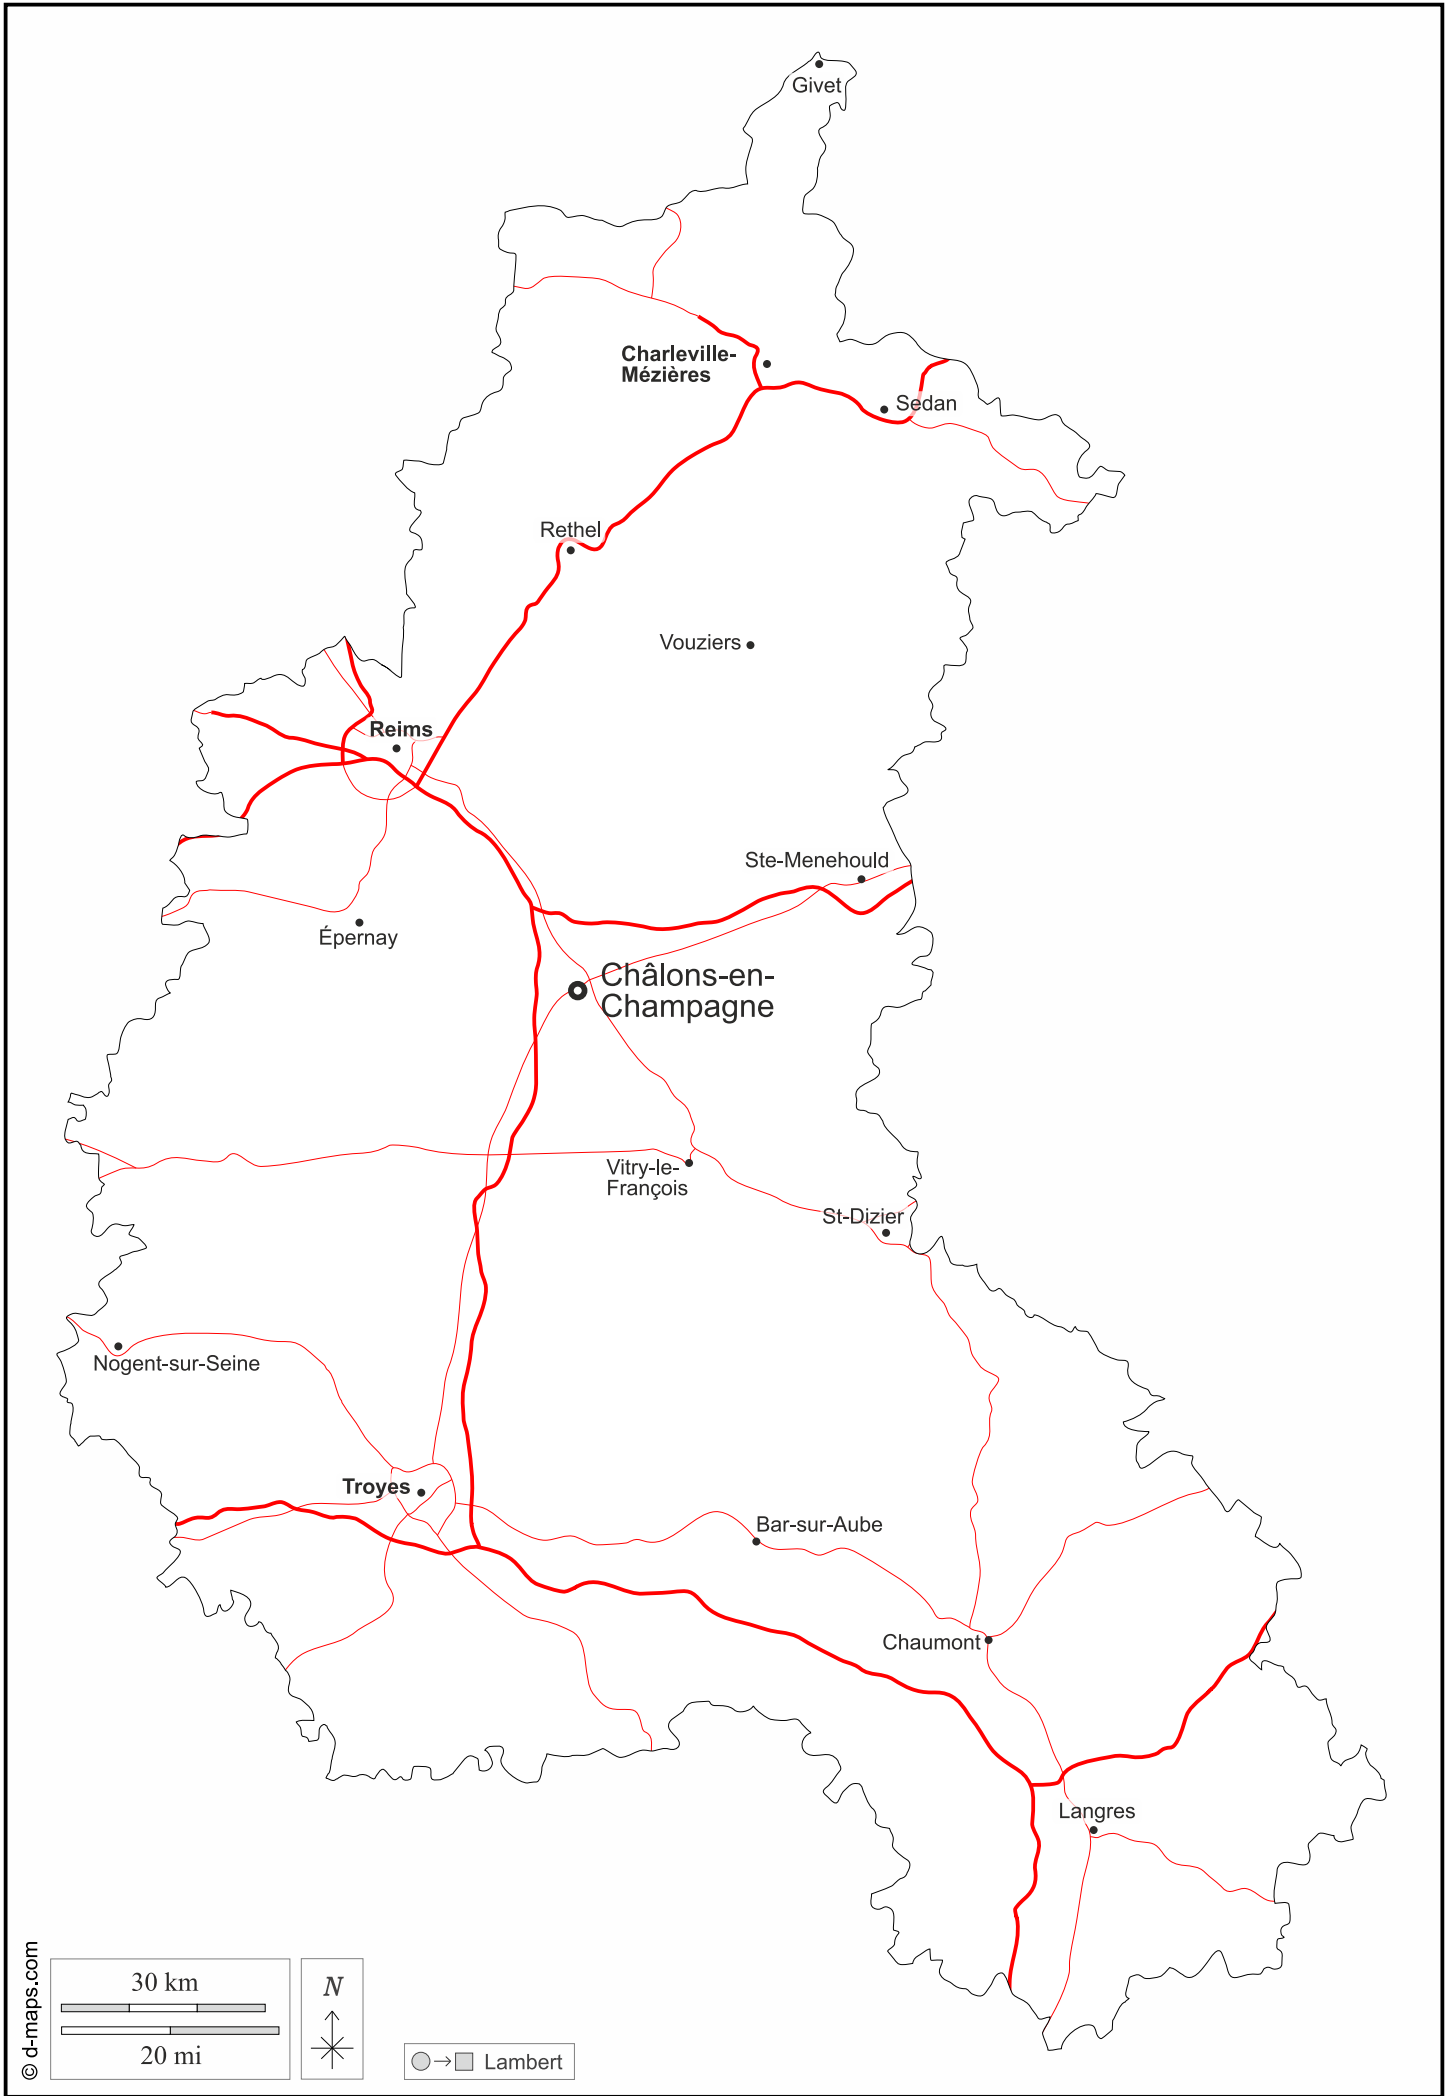 Givet
Charleville-
Mézières
Sedan
Rethel
Vouziers
Reims
Ste-Menehould
Épernay
Châlons-en-
Champagne
Vitry-le-
François
St-Dizier
Nogent-sur-Seine
Troyes
Bar-sur-Aube
Chaumont
Langres
© d-maps.com
30 km
20 mi
N
Lambert